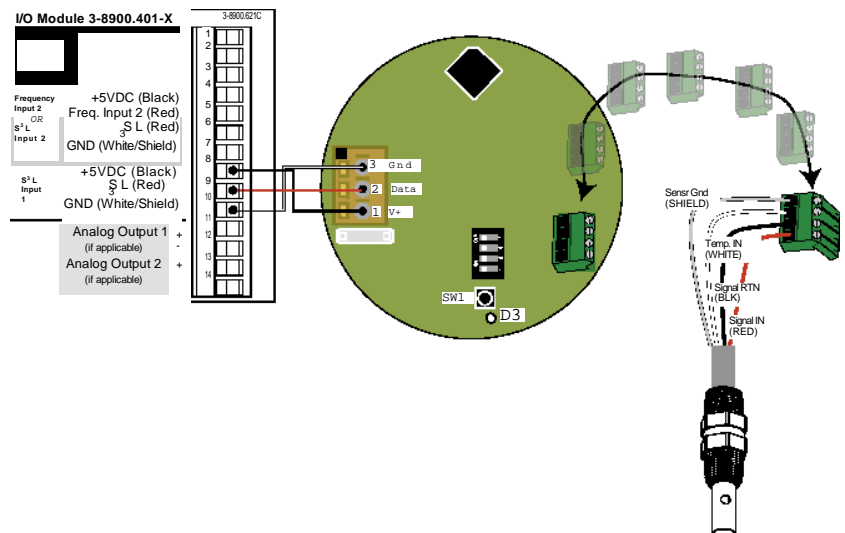 I/O Module 3-8900.401-X
3-8900.621C
1
2
3
4
5
6
7
8
9
10
11
12
13
14
Frequency
Input 2
OR
S³ L
Input 2
+5VDC (Black)
Freq. Input 2 (Red)
S³L (Red)
GND (White/Shield)
S³ L
Input
1
+5VDC (Black)
S³L (Red)
GND (White/Shield)
Analog Output 1 +
(if applicable) -
Analog Output 2 +
(if applicable)
3 Gnd
2 Data
1 V+
SW1
D3
Sensr Gnd
(SHIELD)
Temp. IN
(WHITE)
Signal RTN
(BLK)
Signal IN
(RED)